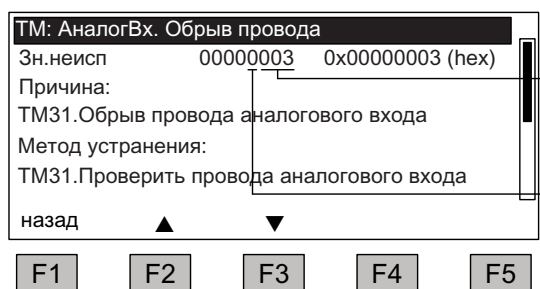 ТМ: АналогВх. Обрыв провода
Зн.неисп 00000003 0x00000003 (hex)
Причина:
ТМ31.Обрыв провода аналогового входа
Метод устранения:
ТМ31.Проверить провода аналогового входа
назад ▲ ▼
F1 F2 F3 F4 F5